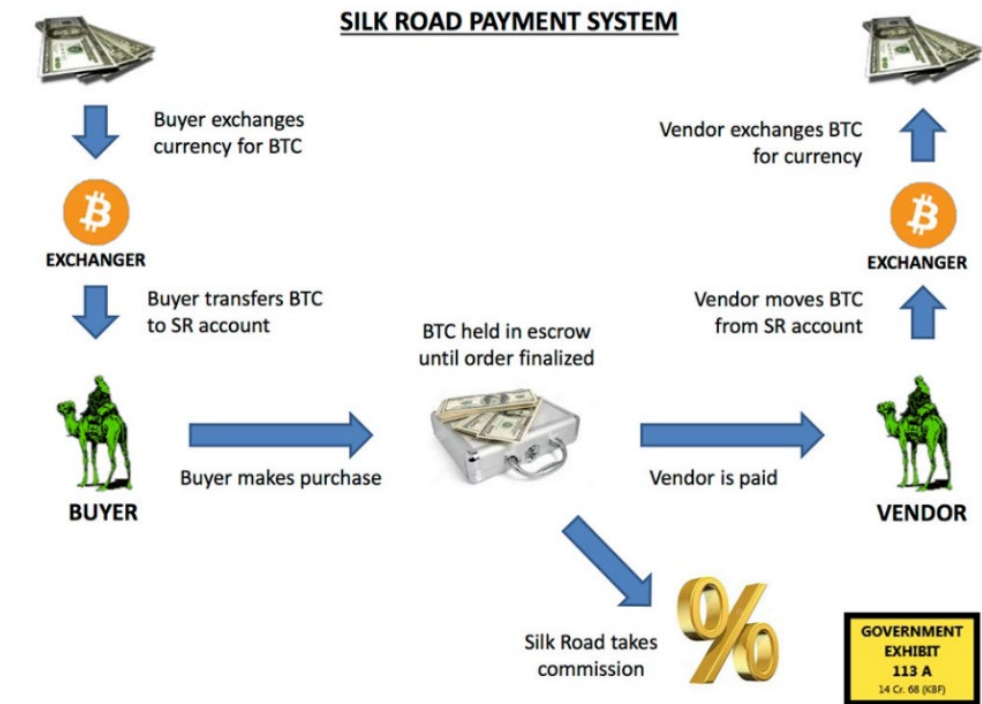 SILK ROAD PAYMENT SYSTEM
Buyer exchanges
currency for BTC
EXCHANGER
Buyer transfers BTC
to SR account
BUYER
Buyer makes purchase
BTC held in escrow
until order finalized
Silk Road takes
commission
Vendor is paid
VENDOR
Vendor moves BTC
from SR account
EXCHANGER
Vendor exchanges BTC
for currency
GOVERNMENT
EXHIBIT
113 A
14 Cr. 68 (KBF)